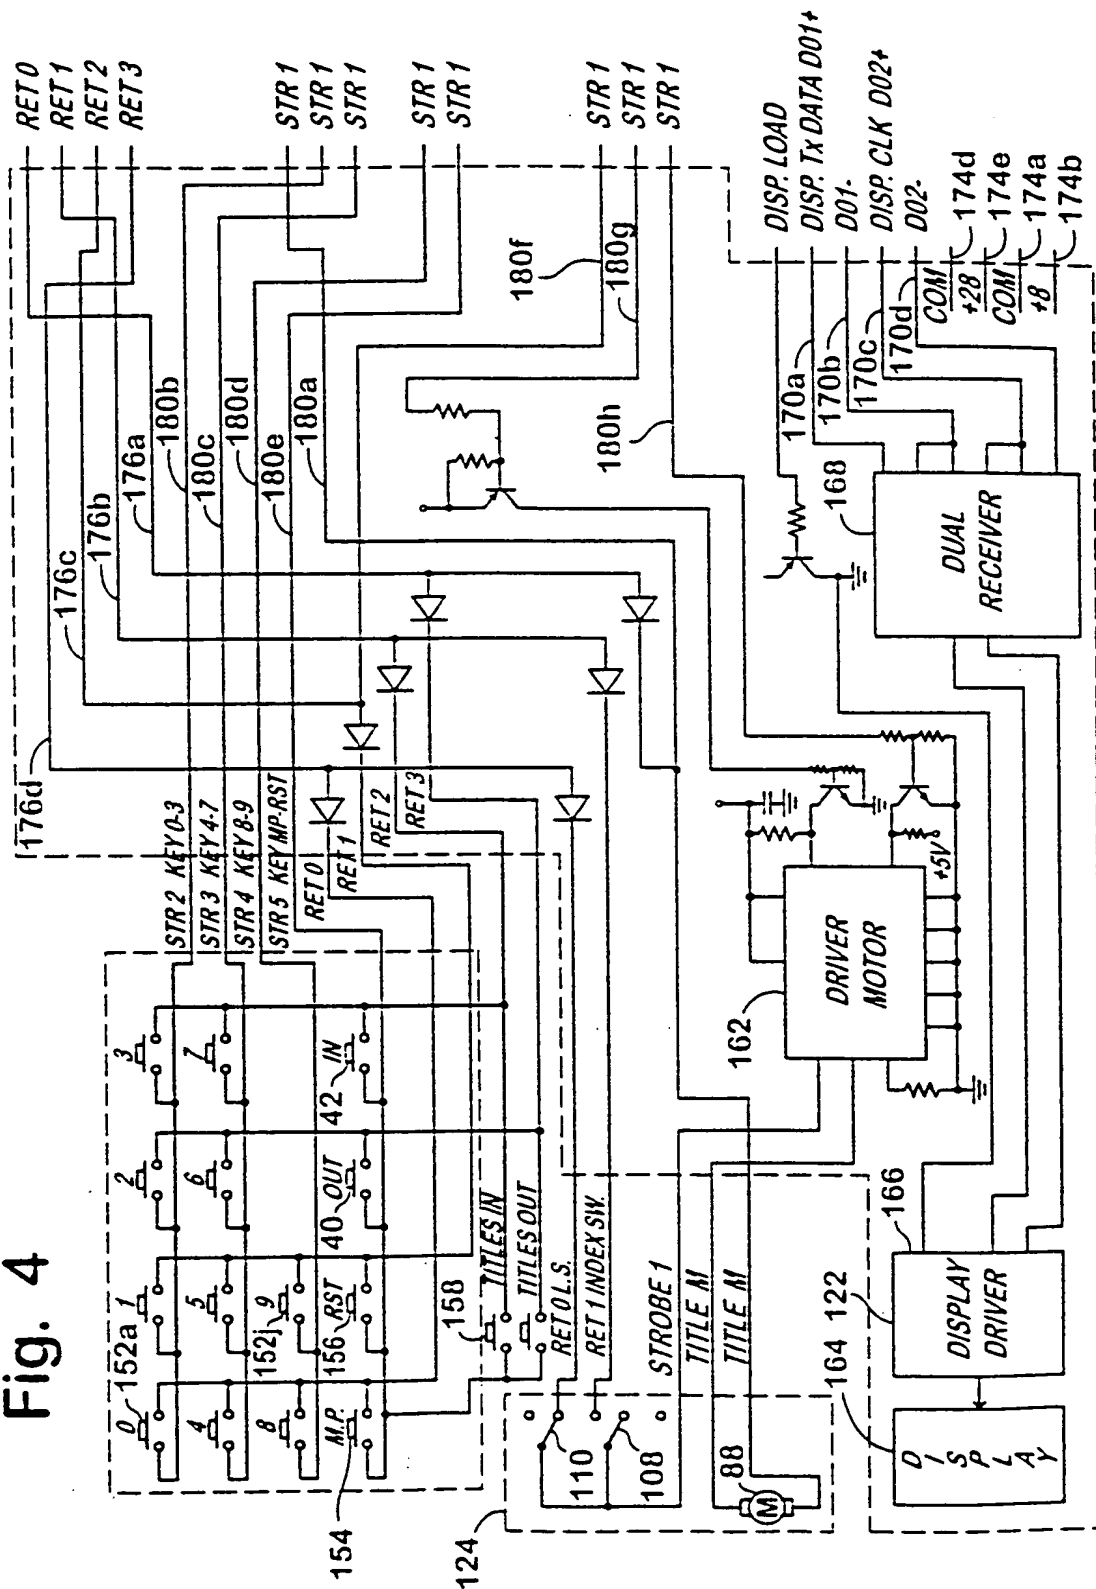 Fig. 4
RET 0
RET 1
RET 2
RET 3
STR 1
STR 1
STR 1
STR 1
STR 1
STR 1
STR 1
STR 1
DISP. LOAD
DISP. Tx DATA D01+
D01-
DISP. CLK D02+
D02-
COM
174d
+28
174e
COM
174a
+8
174b
176d
176c
176b
176a
180b
180c
180d
180e
180a
180f
180g
180h
170a
170b
170c
170d
168
DUAL
RECEIVER
STR 2 KEY 0-3
STR 3 KEY 4-7
STR 4 KEY 8-9
STR 5 KEY MP-RST
RET 0
RET 1
RET 2
RET 3
152a
0
1
2
3
4
5
6
7
8
9
152j
M.P.
154
RST
156
OUT
40
IN
42
158
TITLES IN
TITLES OUT
RET 0 L.S.
RET 1 INDEX SW.
STROBE 1
TITLE M
TITLE M
124
110
108
88
M
162
DRIVER
MOTOR
+5V
166
122
DISPLAY
DRIVER
164
DISPLAY